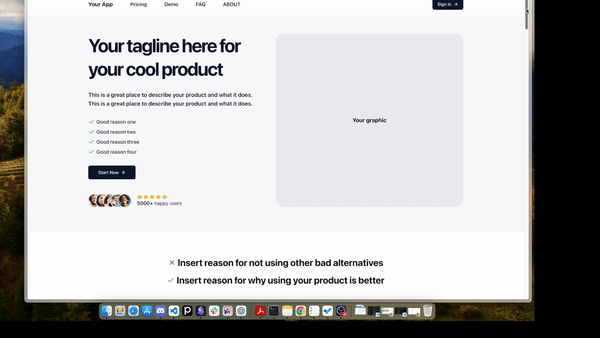 Your App Pricing Demo FAQ ABOUT Sign In
Your tagline here for
your cool product
This is a great place to describe your product and what it does.
This is a great place to describe your product and what it does.
Good reason one
Good reason two
Good reason three
Good reason four
Start Now
5000+ happy users
Your graphic
Insert reason for not using other bad alternatives
Insert reason for why using your product is better